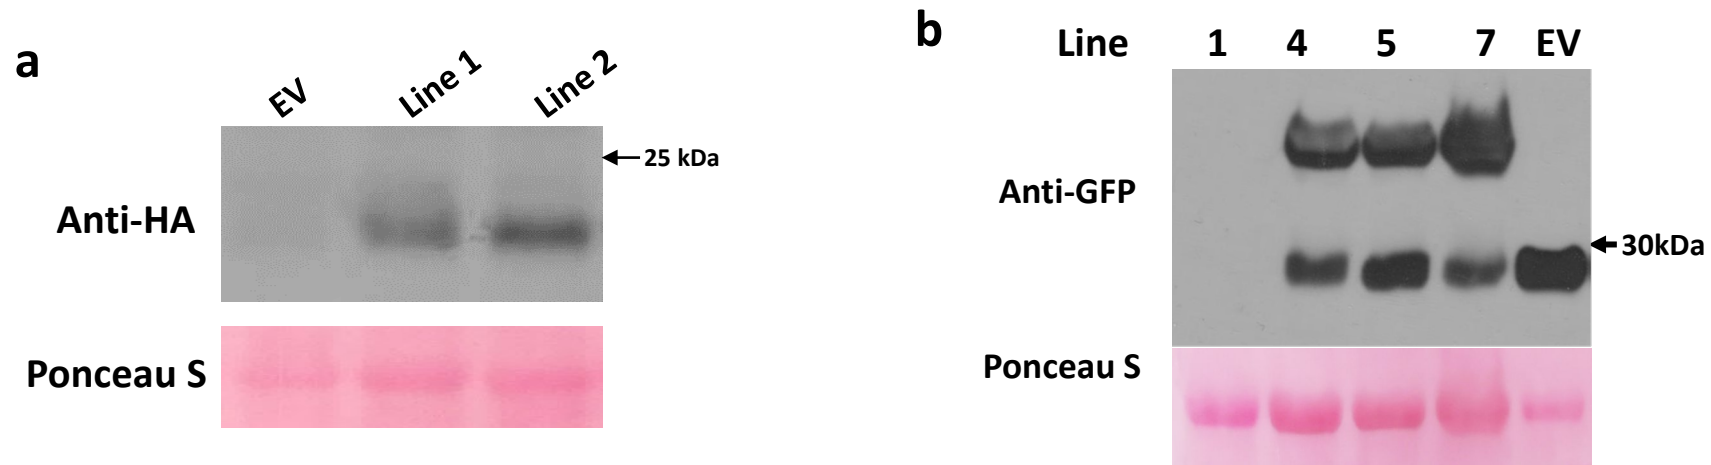 a
EV Line 1 Line 2
25 kDa
Anti-HA
Ponceau S
b
Line 1 4 5 7 EV
Anti-GFP
30kDa
Ponceau S